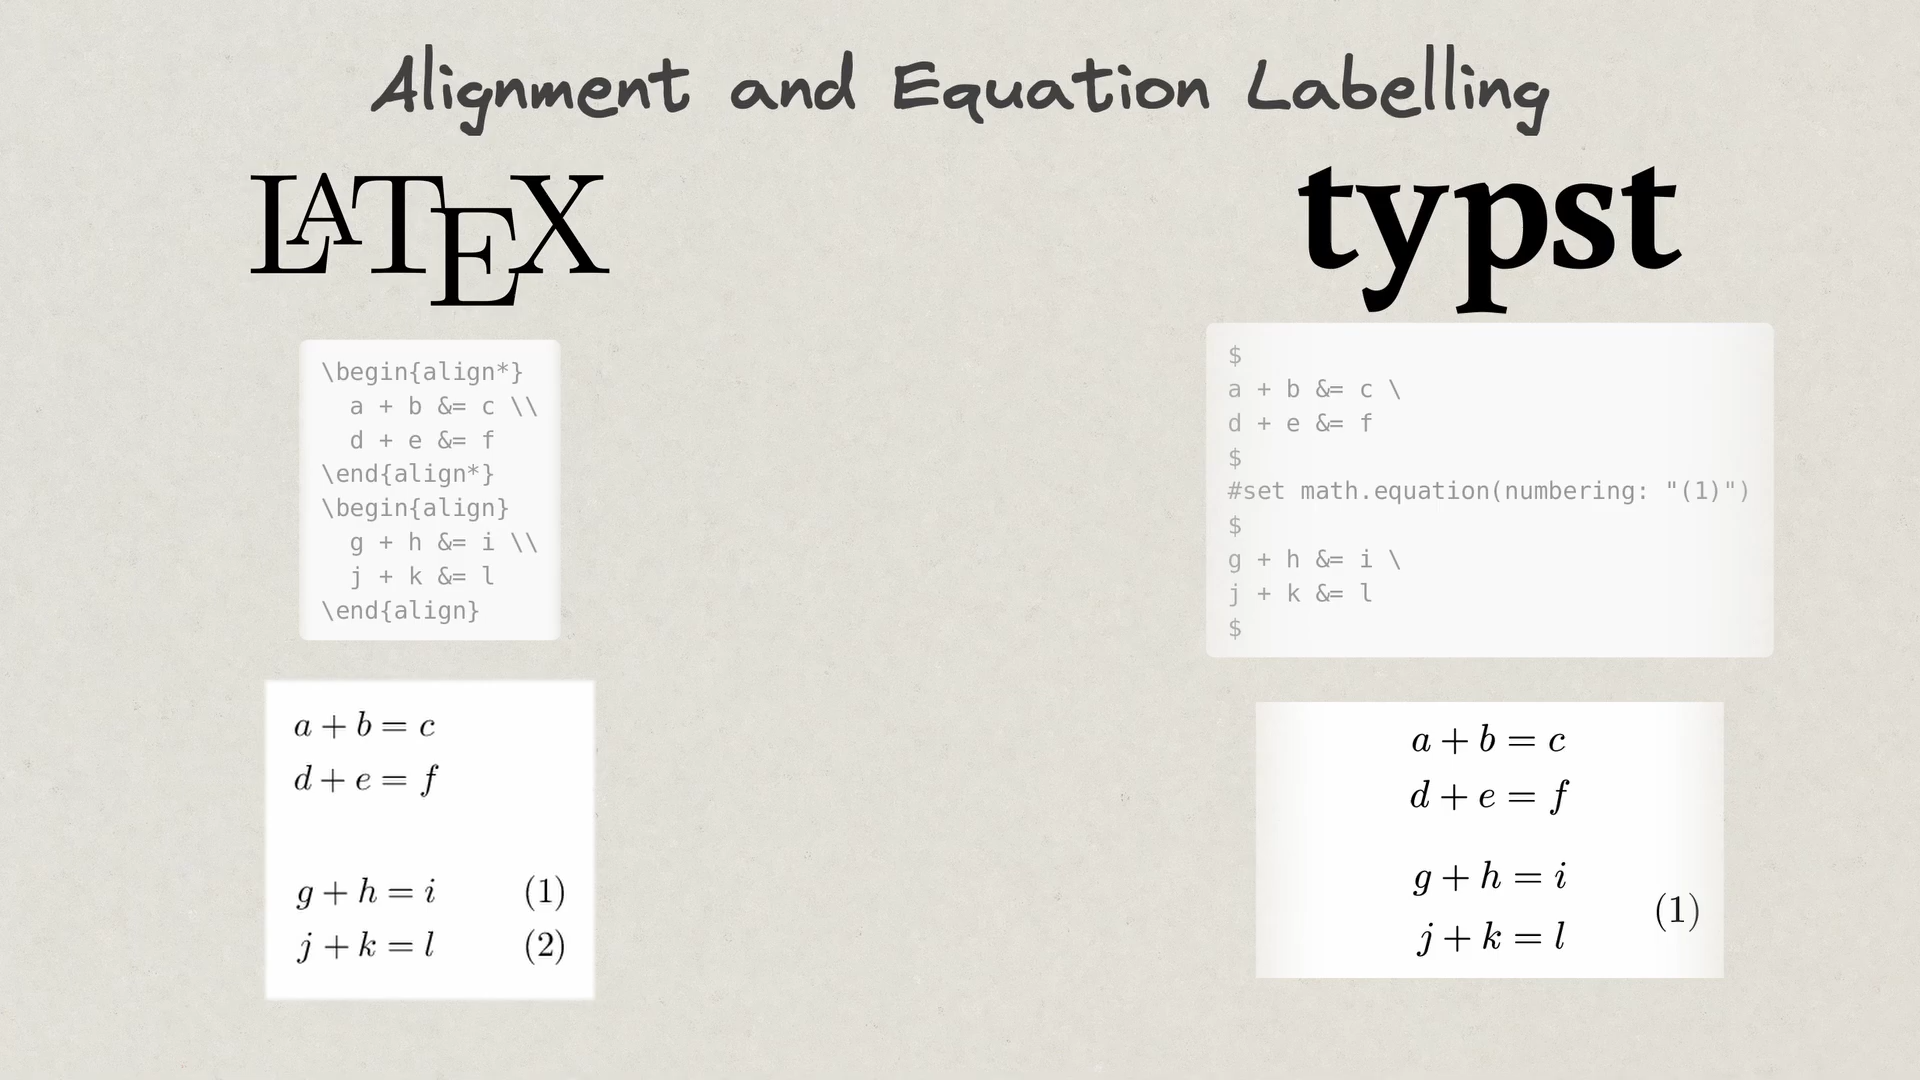 Alignment and Equation Labelling
LATEX
\begin{align*}
  a + b &= c \\
  d + e &= f
\end{align*}
\begin{align}
  g + h &= i \\
  j + k &= l
\end{align}
a + b = c
d + e = f
g + h = i (1)
j + k = l (2)
typst
$
a + b &= c \
d + e &= f
$
#set math.equation(numbering: "(1)")
$
g + h &= i \
j + k &= l
$
a + b = c
d + e = f
g + h = i
(1)
j + k = l